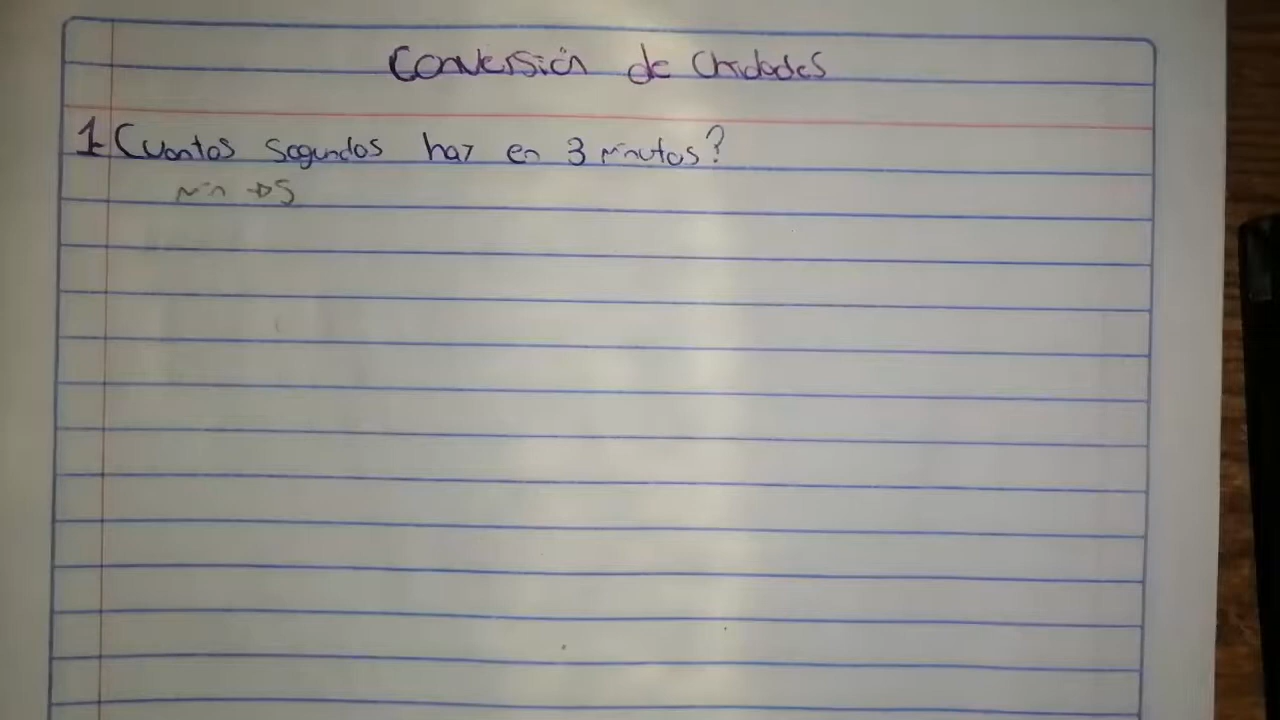 Conversión de Unidades
1- Cuantos segundos hay en 3 minutos?
min → S